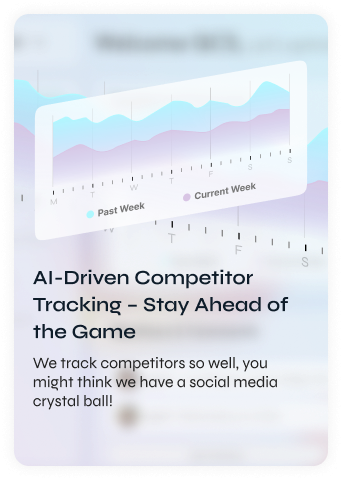 M T W T F S S
Past Week Current Week
T F S
AI-Driven Competitor
Tracking – Stay Ahead of
the Game
We track competitors so well, you
might think we have a social media
crystal ball!